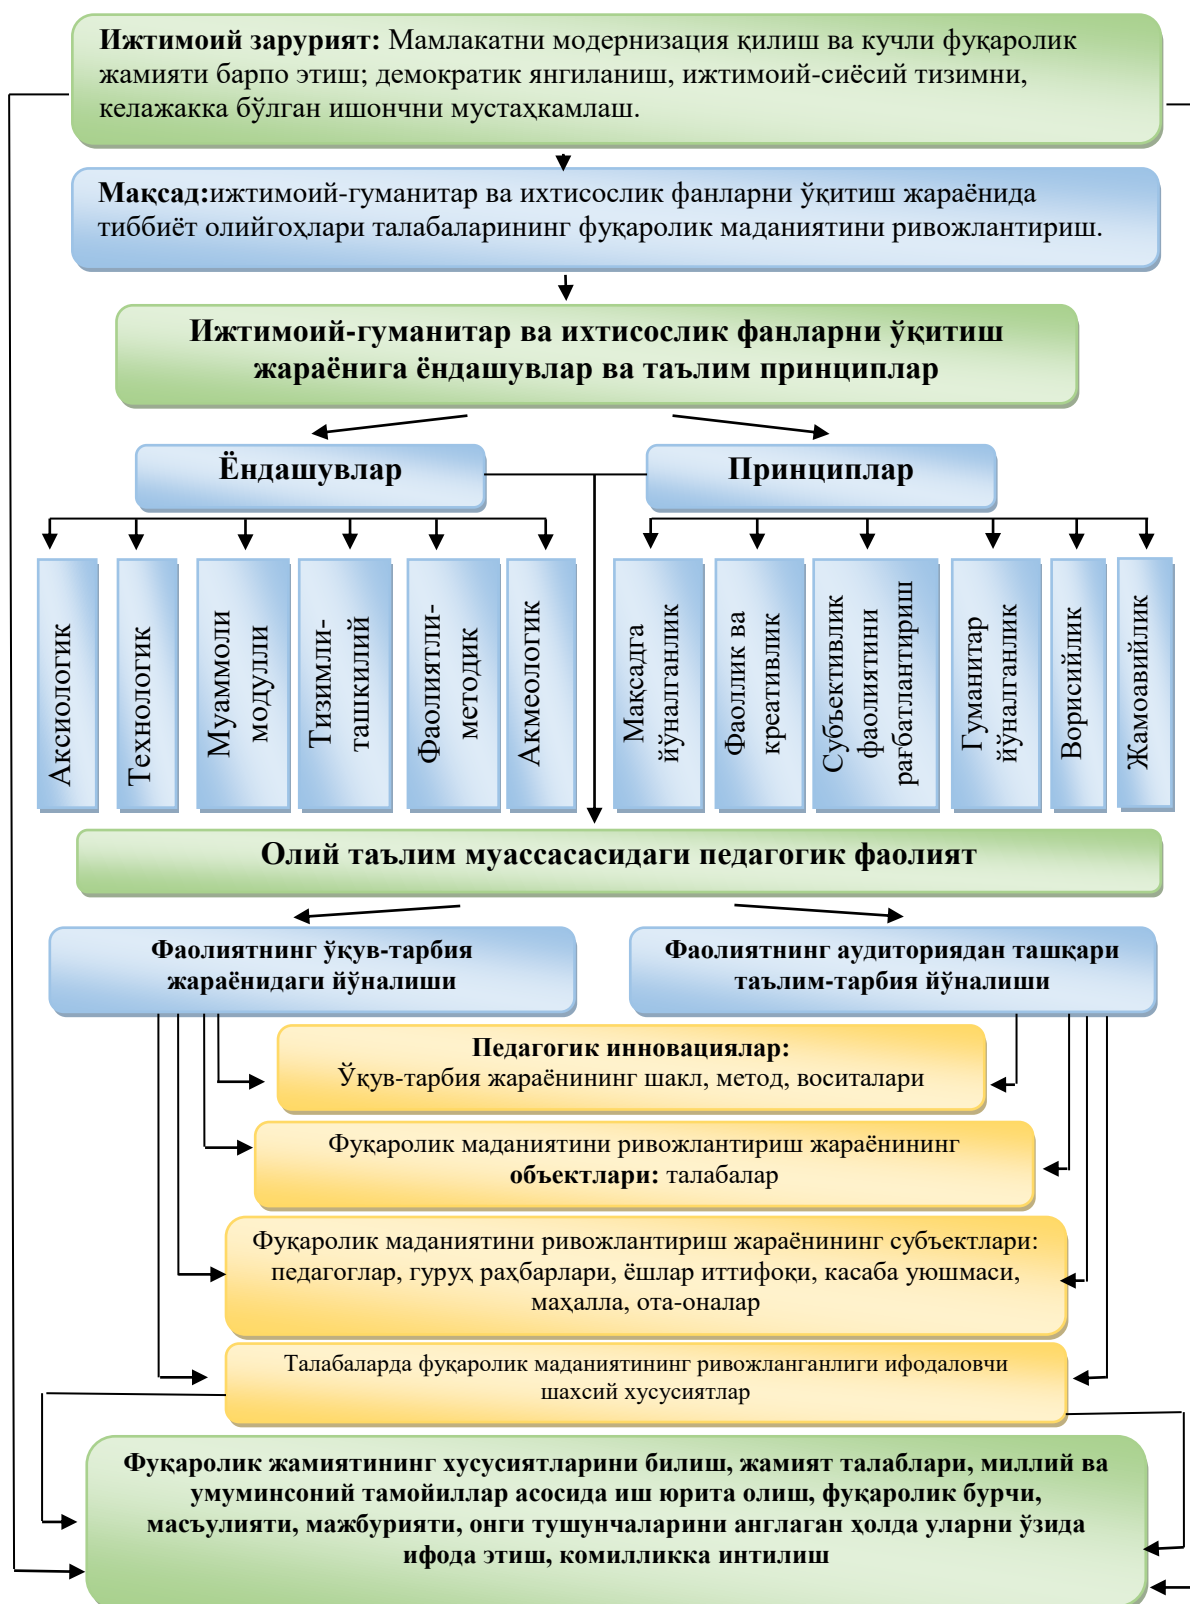 Ижтимоий зарурият: Мамлакатни модернизация қилиш ва кучли фуқаролик
жамияти барпо этиш; демократик янгиланиш, ижтимоий-сиёсий тизимни,
келажакка бўлган ишончни мустаҳкамлаш.
Мақсад:ижтимоий-гуманитар ва ихтисослик фанларни ўқитиш жараёнида
тиббиёт олийгоҳлари талабаларининг фуқаролик маданиятини ривожлантириш.
Ижтимоий-гуманитар ва ихтисослик фанларни ўқитиш
жараёнига ёндашувлар ва таълим принциплар
Ёндашувлар
Принциплар
Аксиологик
Технологик
Муаммоли
модулли
Тизимли-
ташкилий
Фаолиятли-
методик
Акмеологик
Мақсадга
йўналганлик
Фаоллик ва
креативлик
Субъективлик
фаолиятини
рағбатлантириш
Гуманитар
йўналганлик
Ворисийлик
Жамоавийлик
Олий таълим муассасасидаги педагогик фаолият
Фаолиятнинг ўқув-тарбия
жараёнидаги йўналиши
Фаолиятнинг аудиториядан ташқари
таълим-тарбия йўналиши
Педагогик инновациялар:
Ўқув-тарбия жараёнининг шакл, метод, воситалари
Фуқаролик маданиятини ривожлантириш жараёнининг
объектлари: талабалар
Фуқаролик маданиятини ривожлантириш жараёнининг субъектлари:
педагоглар, гуруҳ раҳбарлари, ёшлар иттифоқи, касаба уюшмаси,
маҳалла, ота-оналар
Талабаларда фуқаролик маданиятининг ривожланганлиги ифодаловчи
шахсий хусусиятлар
Фуқаролик жамиятининг хусусиятларини билиш, жамият талаблари, миллий ва
умуминсоний тамойиллар асосида иш юрита олиш, фуқаролик бурчи,
масъулияти, мажбурияти, онги тушунчаларини англаган ҳолда уларни ўзида
ифода этиш, комилликка интилиш